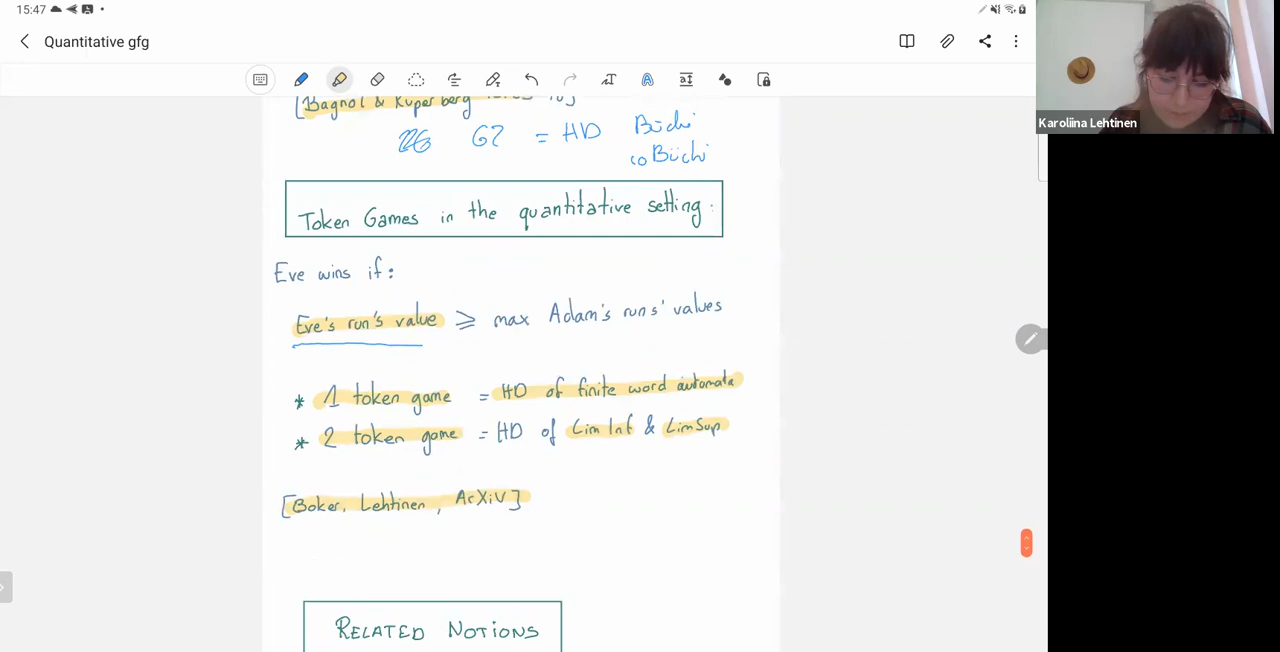 15:47
Quantitative gfg
Karoliina Lehtinen
[Bagnol & Kuperberg
G2 = HD Büchi
co Büchi
Token Games in the quantitative setting.
Eve wins if:
Eve's run's value ⩾ max Adam's runs' values
* 1 token game = HD of finite word automata
* 2 token game = HD of LimInf & LimSup
[Boker, Lehtinen, ArXiV]
RELATED NOTIONS